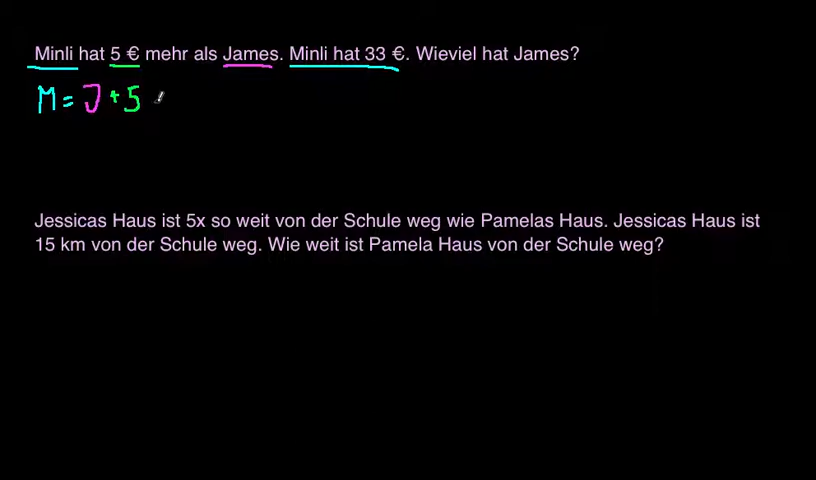 Minli hat 5 € mehr als James. Minli hat 33 €. Wieviel hat James?
M = J + 5
Jessicas Haus ist 5x so weit von der Schule weg wie Pamelas Haus. Jessicas Haus ist
15 km von der Schule weg. Wie weit ist Pamela Haus von der Schule weg?